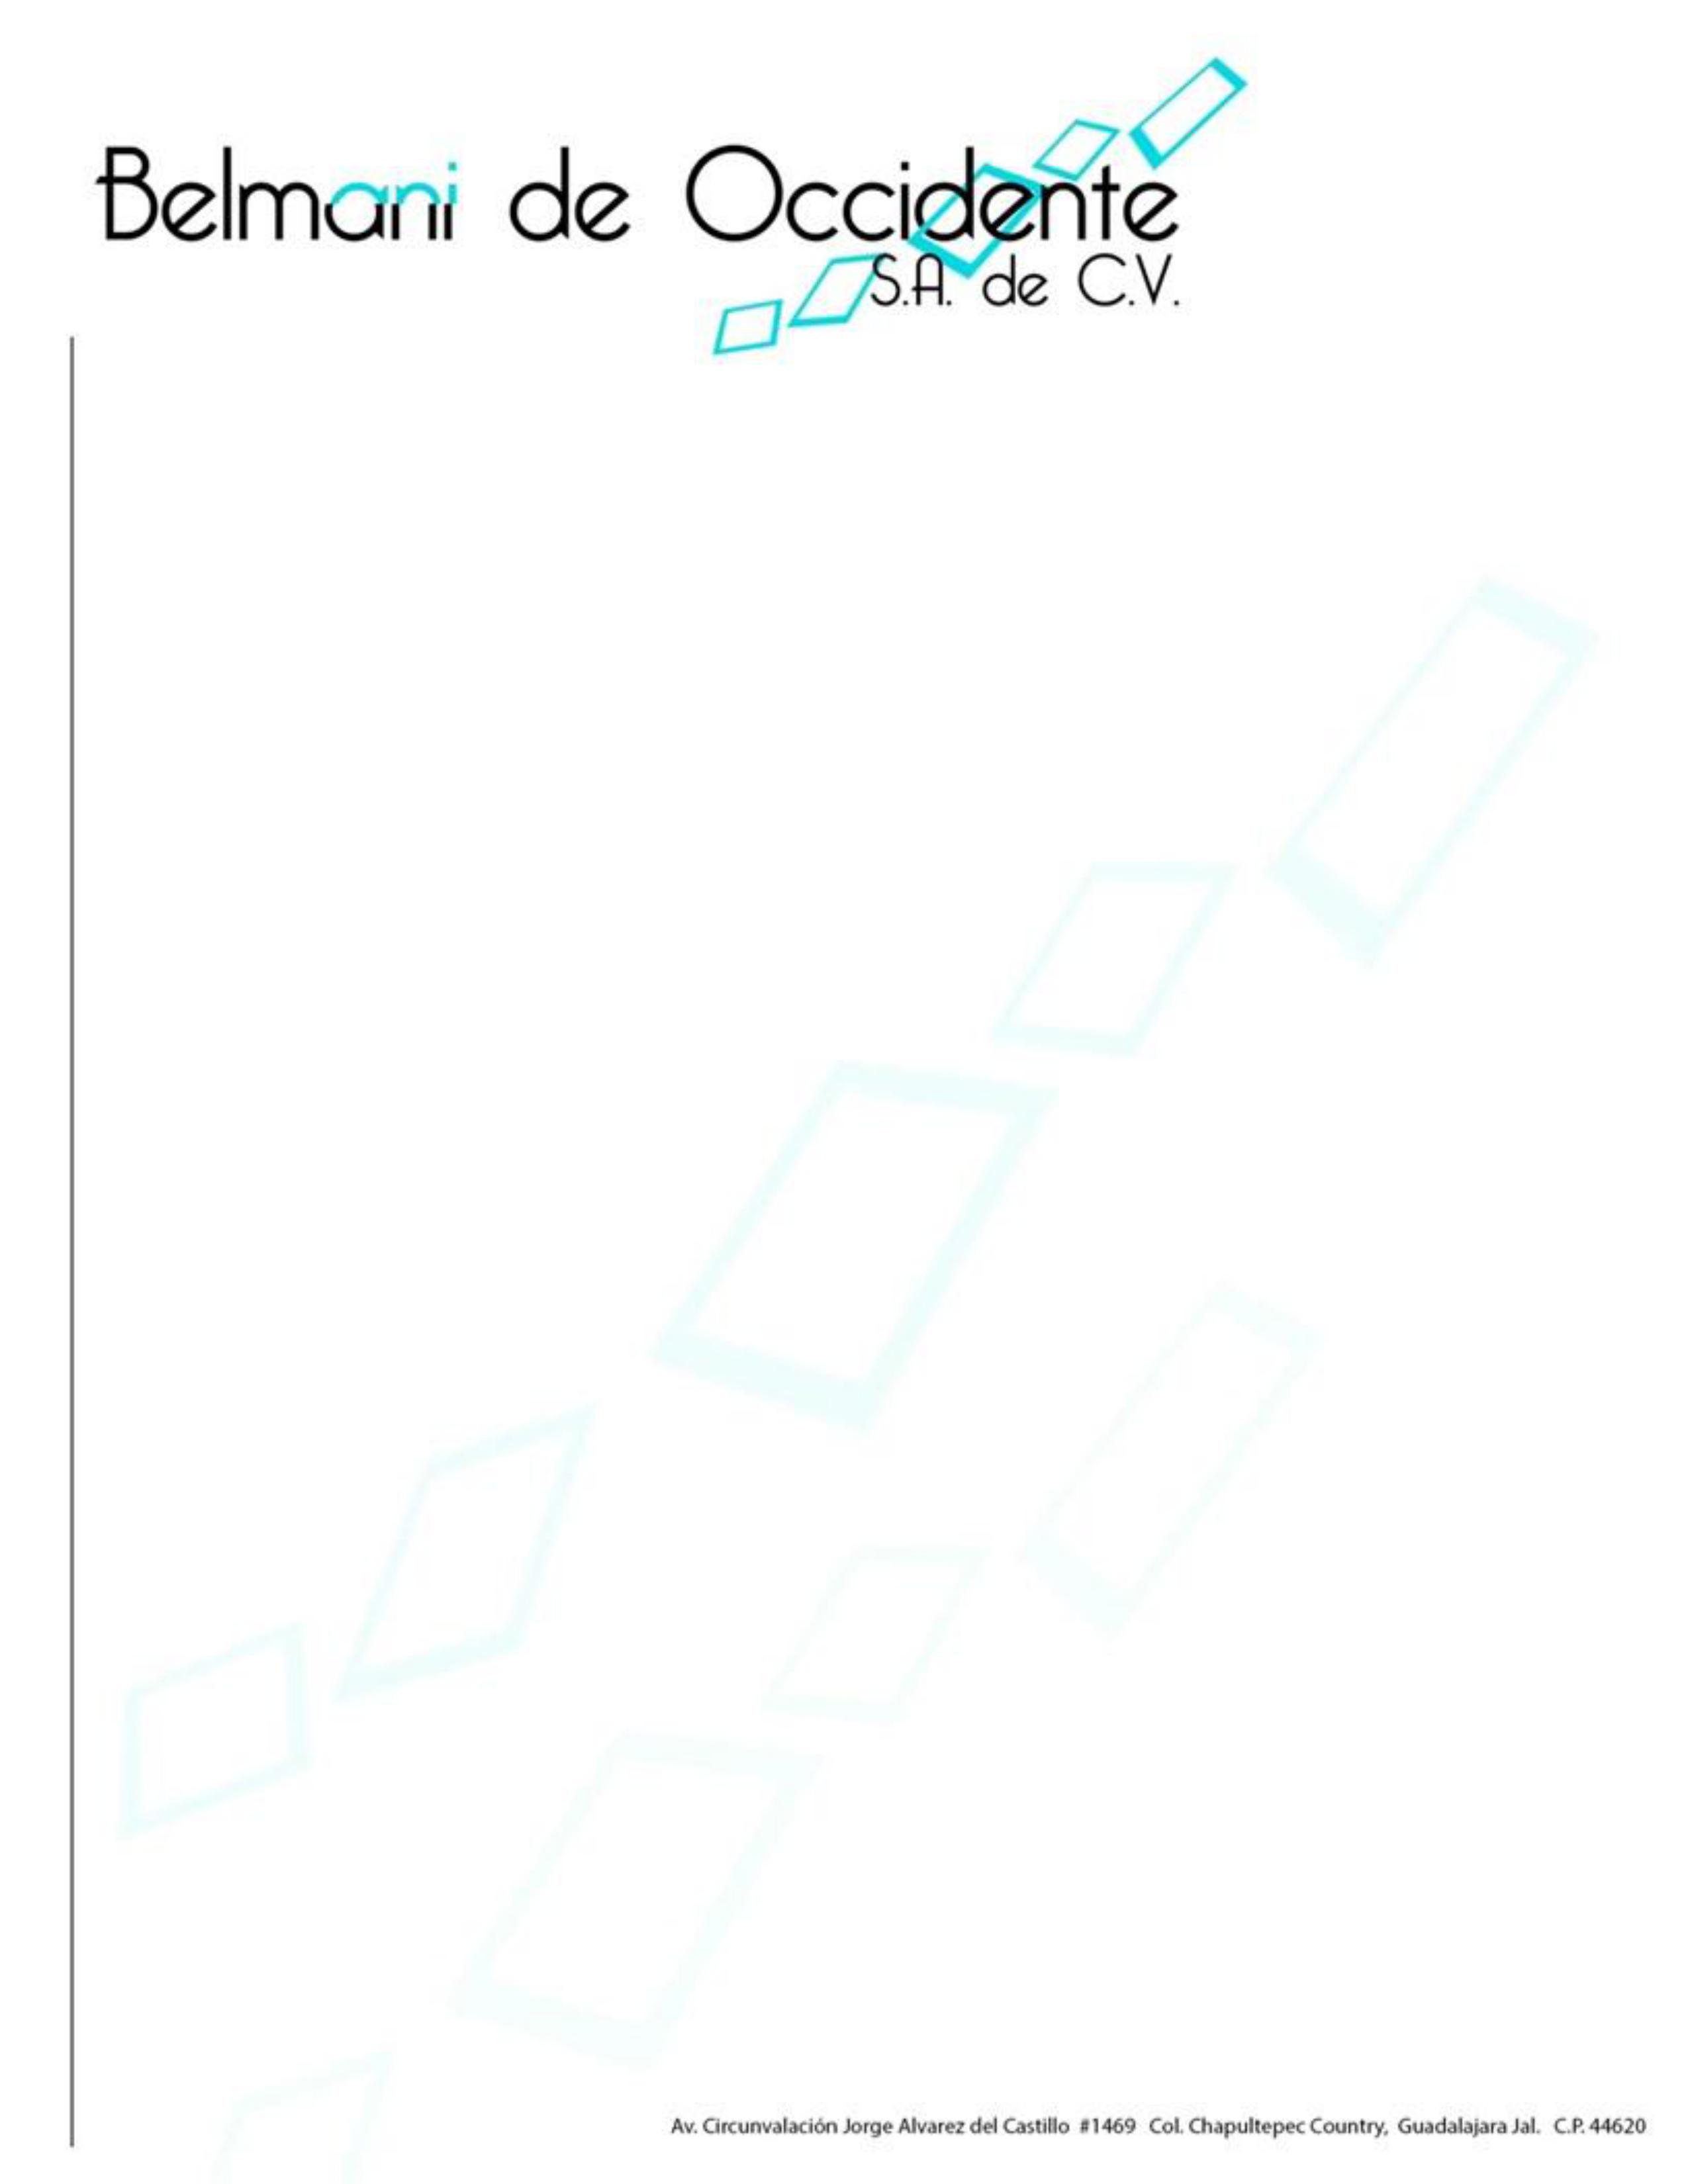 Belmani de Occidente
S.A. de C.V.
Av. Circunvalación Jorge Alvarez del Castillo #1469 Col. Chapultepec Country, Guadalajara Jal. C.P. 44620